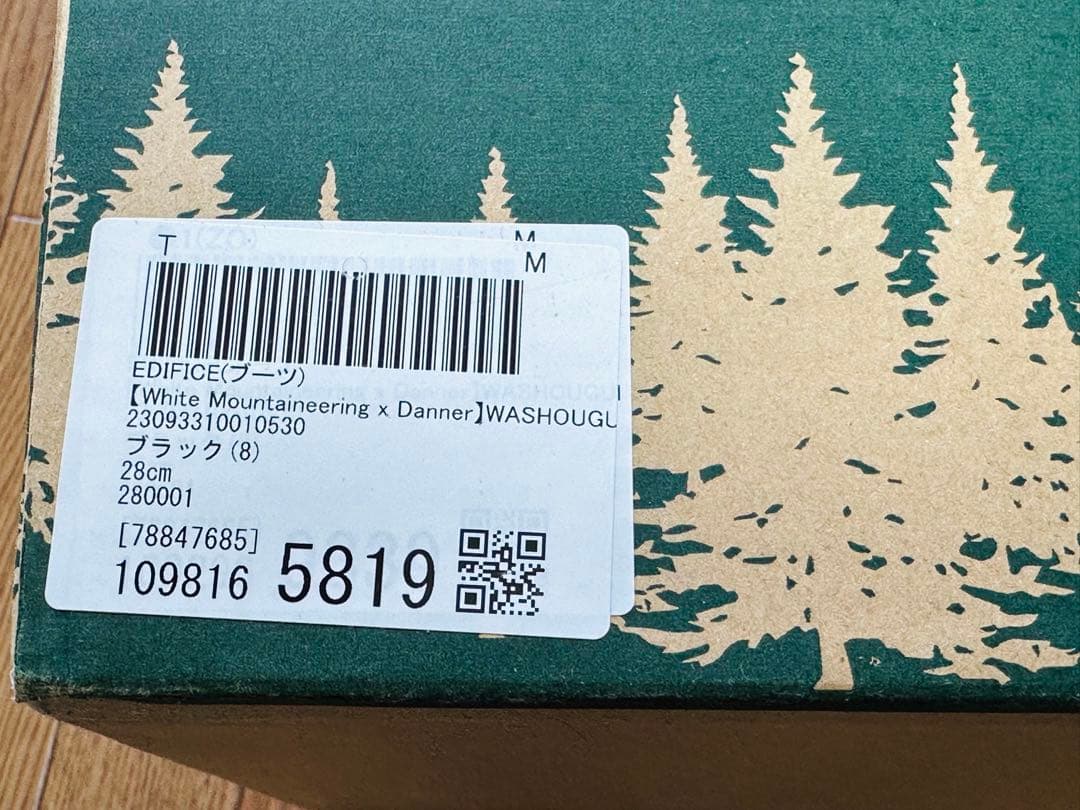 T M
M
EDIFICE(ブーツ)
【White Mountaineering x Danner】WASHOUGU
23093310010530
ブラック(8)
28cm
280001
[78847685]
109816 5819